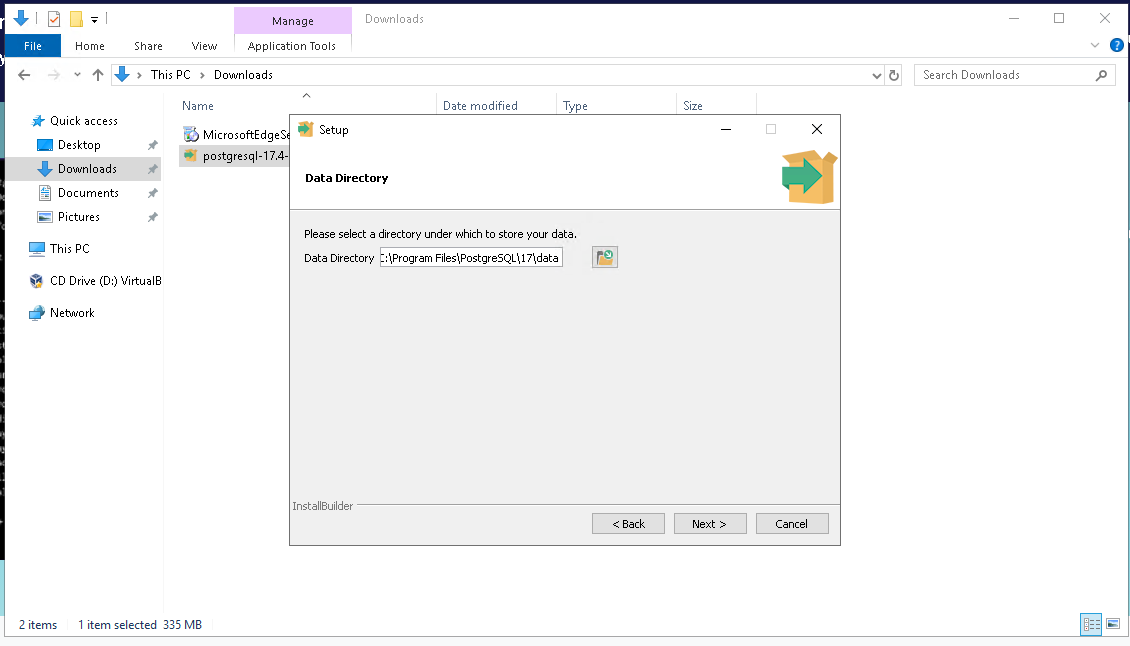 Manage
Downloads
File
Home
Share
View
Application Tools
This PC
Downloads
Search Downloads
Name
Date modified
Type
Size
Quick access
Desktop
Downloads
Documents
Pictures
This PC
CD Drive (D:) VirtualB
Network
MicrosoftEdgeSe
postgresql-17.4-
Setup
Data Directory
Please select a directory under which to store your data.
Data Directory
C:\Program Files\PostgreSQL\17\data
InstallBuilder
< Back
Next >
Cancel
2 items
1 item selected 335 MB